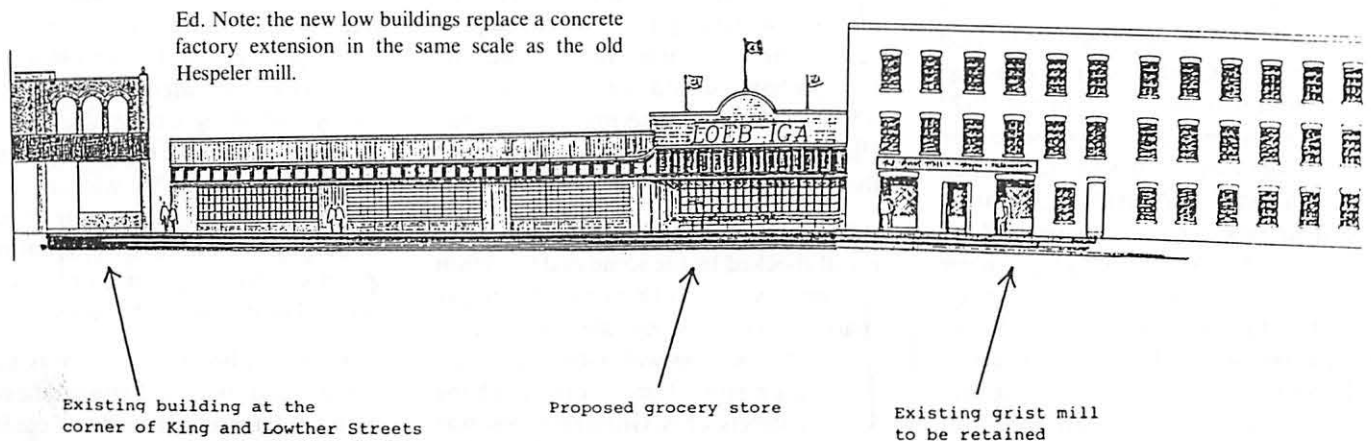 Ed. Note: the new low buildings replace a concrete
factory extension in the same scale as the old
Hespeler mill.
LOEB-IGA
Existing building at the
corner of King and Lowther Streets
Proposed grocery store
Existing grist mill
to be retained